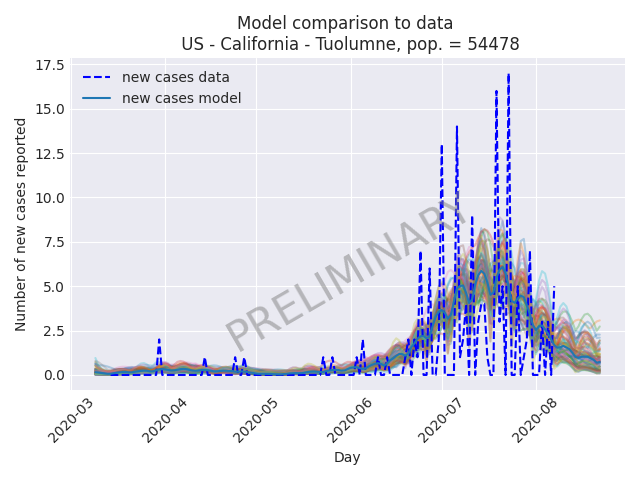 Model comparison to data
US - California - Tuolumne, pop. = 54478
new cases data
new cases model
PRELIMINARY
Number of new cases reported
17.5
15.0
12.5
10.0
7.5
5.0
2.5
0.0
2020-03
2020-04
2020-05
2020-06
2020-07
2020-08
Day